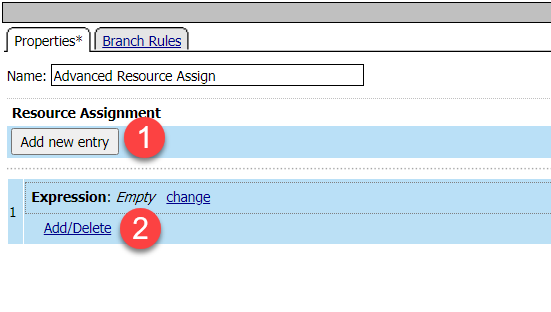 Properties* Branch Rules
Name: Advanced Resource Assign
Resource Assignment
Add new entry 1
1 Expression: Empty change
Add/Delete 2